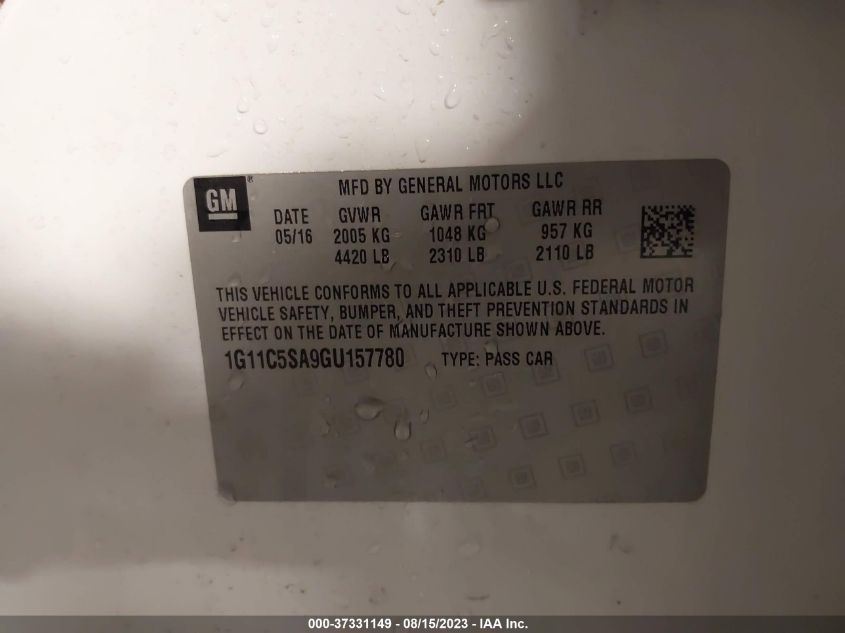 GM®
MFD BY GENERAL MOTORS LLC
DATE GVWR GAWR FRT GAWR RR
05/16 2005 KG 1048 KG 957 KG
4420 LB 2310 LB 2110 LB
THIS VEHICLE CONFORMS TO ALL APPLICABLE U.S. FEDERAL MOTOR
VEHICLE SAFETY, BUMPER, AND THEFT PREVENTION STANDARDS IN
EFFECT ON THE DATE OF MANUFACTURE SHOWN ABOVE.
1G11C5SA9GU157780 TYPE: PASS CAR
000-37331149 - 08/15/2023 - IAA Inc.